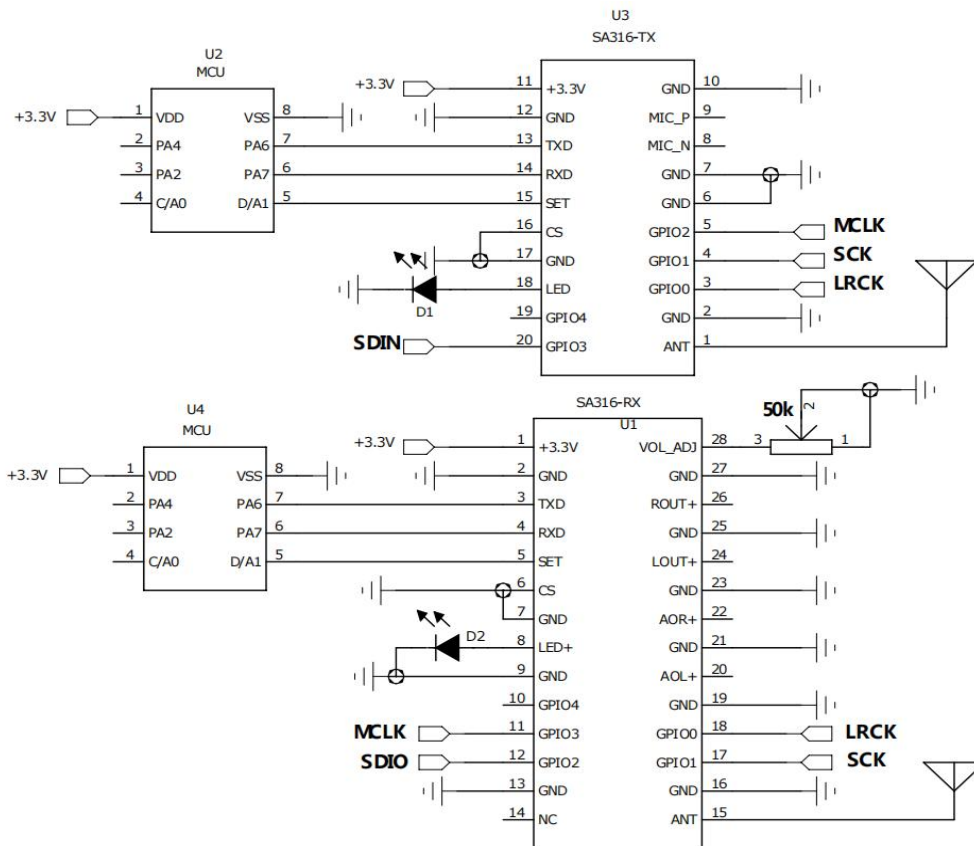 U3
SA316-TX
U2
MCU
+3.3V
1 VDD
2 PA4
3 PA2
4 C/A0
VSS 8
PA6 7
PA7 6
D/A1 5
+3.3V
11 +3.3V
12 GND
13 TXD
14 RXD
15 SET
16 CS
17 GND
18 LED
19 GPIO4
20 GPIO3
D1
SDIN
GND 10
MIC_P 9
MIC_N 8
GND 7
GND 6
GPIO2 5 MCLK
GPIO1 4 SCK
GPIO0 3 LRCK
GND 2
ANT 1
SA316-RX
U1
U4
MCU
+3.3V
1 VDD
2 PA4
3 PA2
4 C/A0
VSS 8
PA6 7
PA7 6
D/A1 5
+3.3V
1 +3.3V
2 GND
3 TXD
4 RXD
5 SET
6 CS
7 GND
D2
8 LED+
9 GND
10 GPIO4
MCLK 11 GPIO3
SDIO 12 GPIO2
13 GND
14 NC
50k 2
VOL_ADJ 28 3 1
GND 27
ROUT+ 26
GND 25
LOUT+ 24
GND 23
AOR+ 22
GND 21
AOL+ 20
GND 19
GPIO0 18 LRCK
GPIO1 17 SCK
GND 16
ANT 15